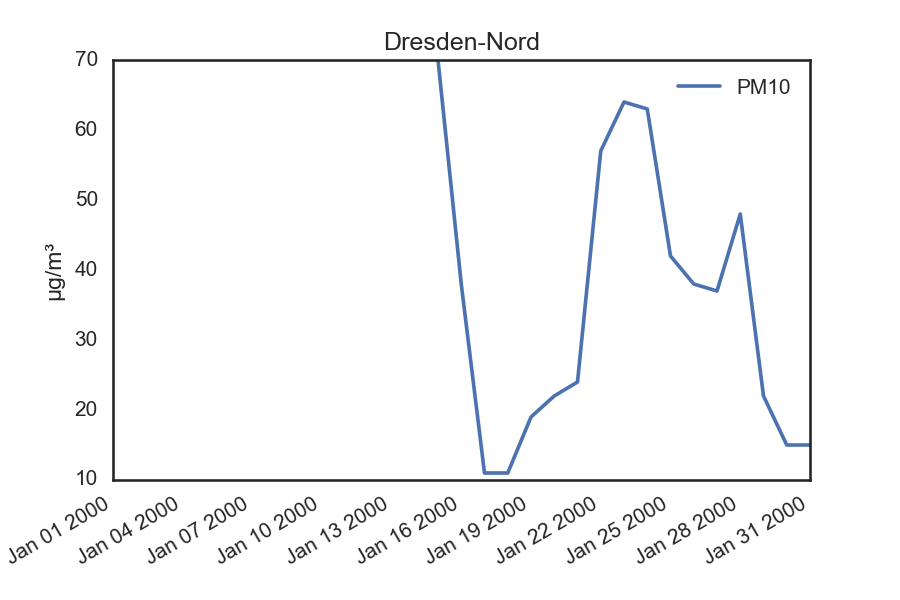 Dresden-Nord
70
60
50
40
30
20
10
µg/m³
PM10
Jan 01 2000
Jan 04 2000
Jan 07 2000
Jan 10 2000
Jan 13 2000
Jan 16 2000
Jan 19 2000
Jan 22 2000
Jan 25 2000
Jan 28 2000
Jan 31 2000